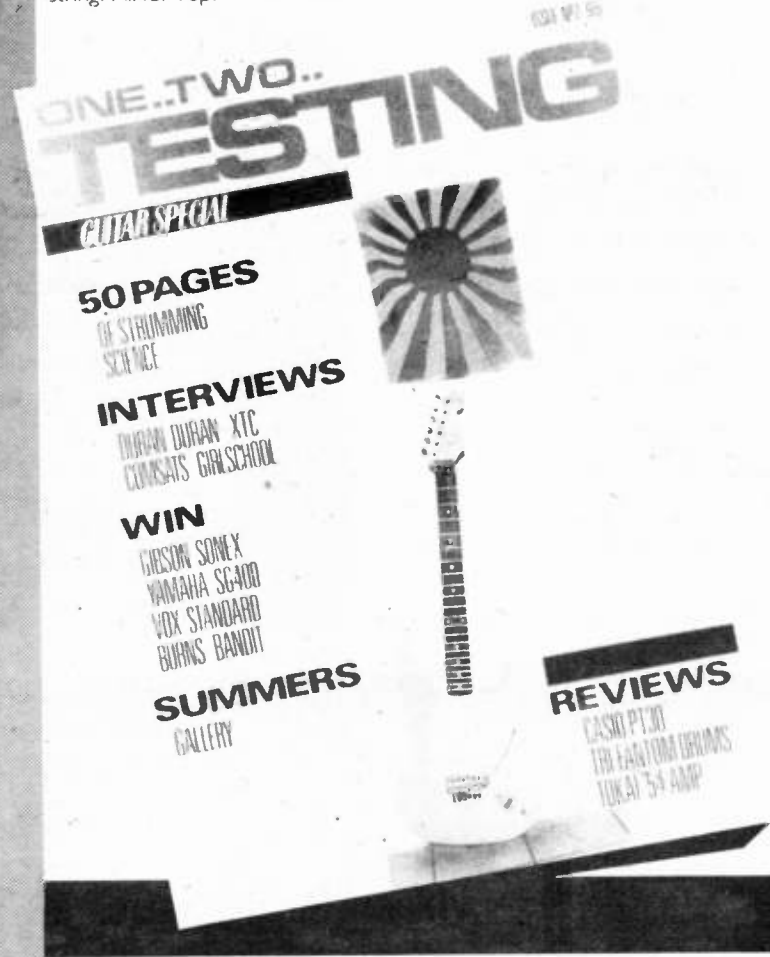 ONE..TWO..
TESTING
GUITAR SPECIAL
50 PAGES
OF STRUMMING
SCIENCE
INTERVIEWS
DURAN DURAN XTC
COMSATS GIRLSCHOOL
WIN
GIBSON SONEX
YAMAHA SG400
VOX STANDARD
BURNS BANDIT
SUMMERS
GALLERY
REVIEWS
CASIO PT30
TRI FANTOM DRUMS
TOKAI '54 AMP